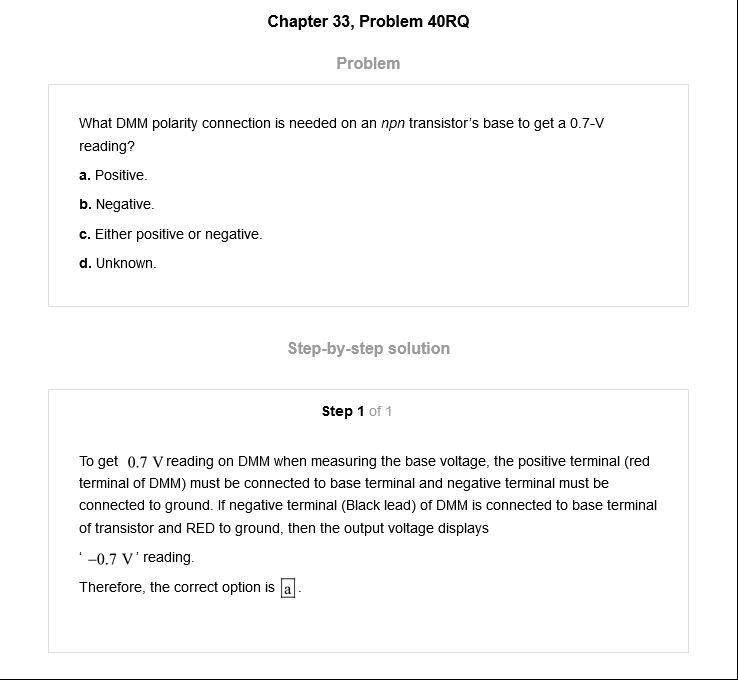 Chapter 33, Problem 40RQ
Problem
What DMM polarity connection is needed on an npn transistor's base to get a 0.7-V
reading?
a. Positive.
b. Negative.
c. Either positive or negative.
d. Unknown.
Step-by-step solution
Step 1 of 1
To get 0.7 V reading on DMM when measuring the base voltage, the positive terminal (red
terminal of DMM) must be connected to base terminal and negative terminal must be
connected to ground. If negative terminal (Black lead) of DMM is connected to base terminal
of transistor and RED to ground, then the output voltage displays
‘ −0.7 V’ reading.
Therefore, the correct option is a.